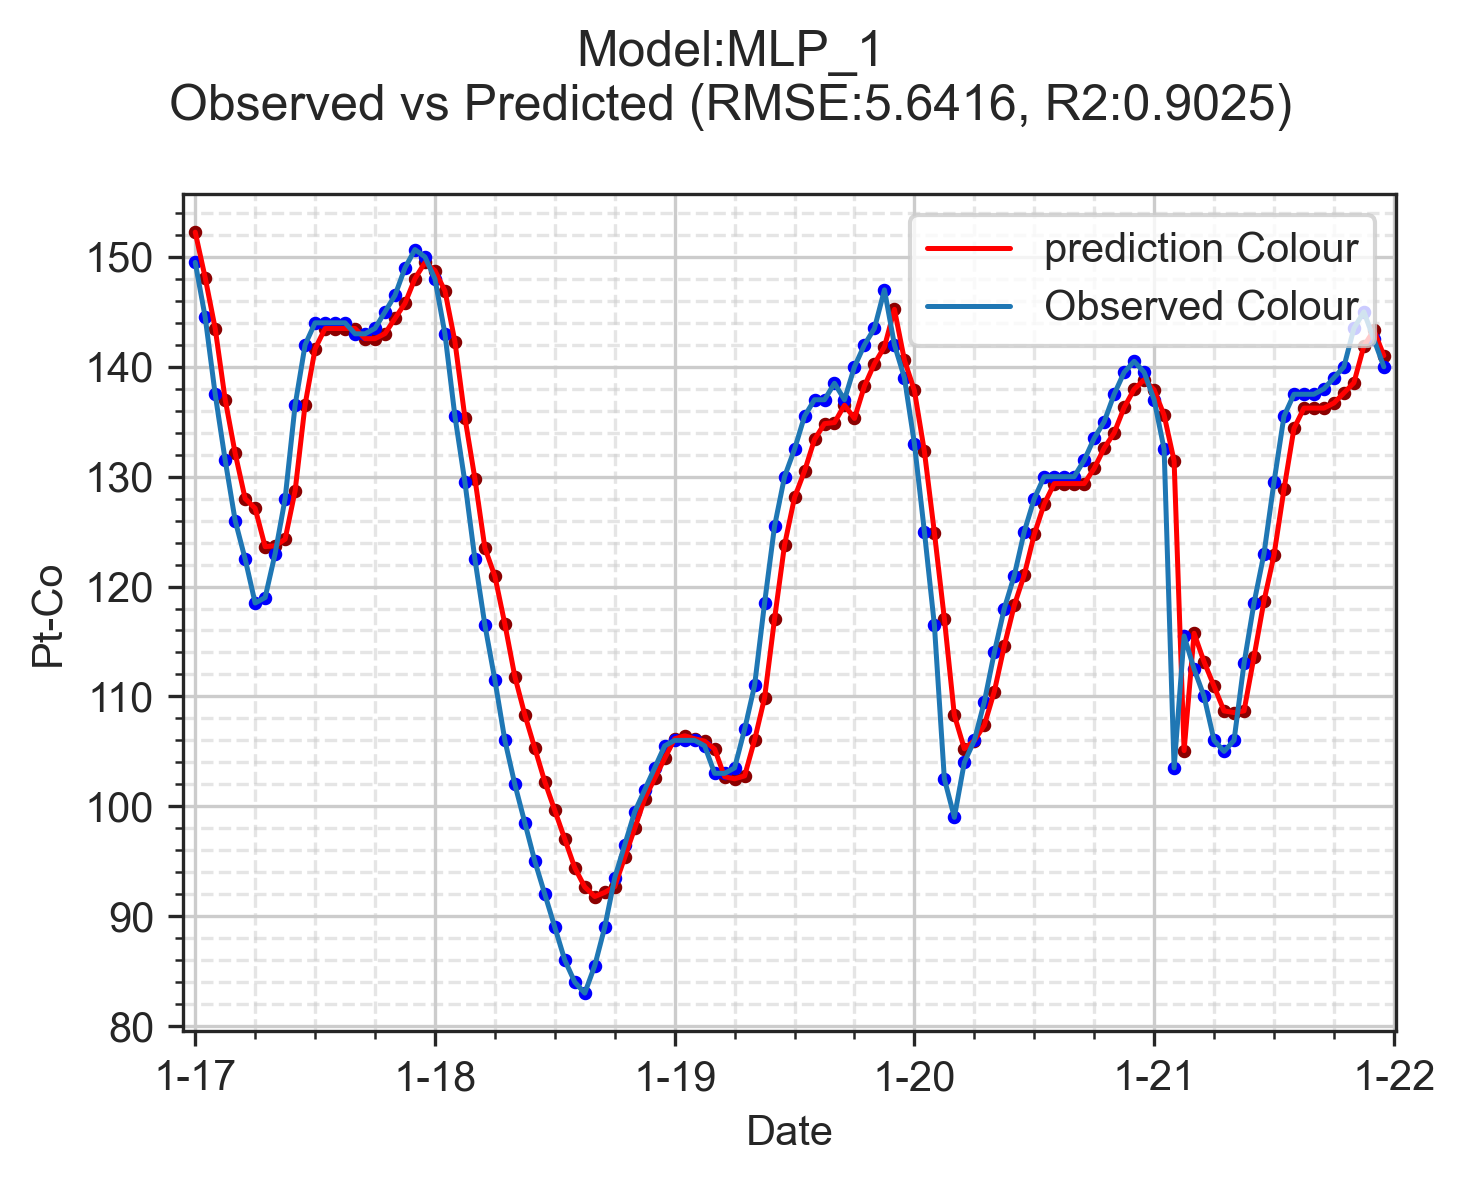 Model:MLP_1
Observed vs Predicted (RMSE:5.6416, R2:0.9025)
prediction Colour
Observed Colour
150
140
130
120
110
100
90
80
Pt-Co
1-17
1-18
1-19
1-20
1-21
1-22
Date